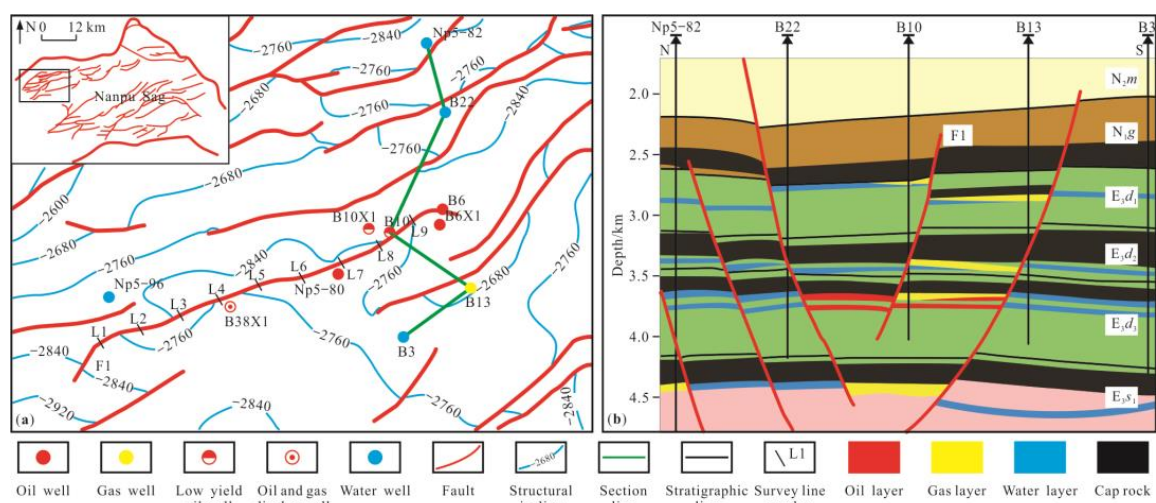 N 0 12 km
Nanpu Sag
−2760
−2840
Np5-82
−2760
−2680
−2840
−2760
B22
−2760
−2680
−2600
−2680
−2760
B6
B10X1
B10
B6X1
L9
−2840
L8
−2760
L7
L6
L5
Np5-80
−2680
B13
Np5-96
L4
L3
B38X1
L2
−2760
L1
B3
F1
−2840
−2840
−2920
−2840
−2760
−2840
(a)
Np5-82 B22 B10 B13 B3
N S
Depth/km
2.0
2.5
3.0
3.5
4.0
4.5
F1
N₂m
N₁g
E₃d₁
E₃d₂
E₃d₃
E₃s₁
(b)
−2680
L1
Oil well Gas well Low yield Oil and gas Water well Fault Structural Section Stratigraphic Survey line Oil layer Gas layer Water layer Cap rock